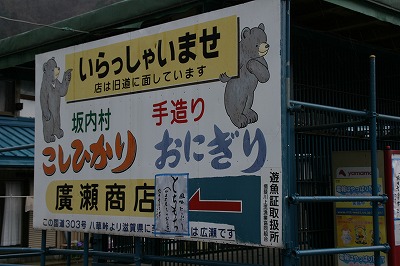 いらっしゃいませ
店は旧道に面しています
坂内村
手造り
こしひかり
おにぎり
廣瀬商店
遊魚証取扱所
この国道303号 八草峠より滋賀県に
は広瀬です